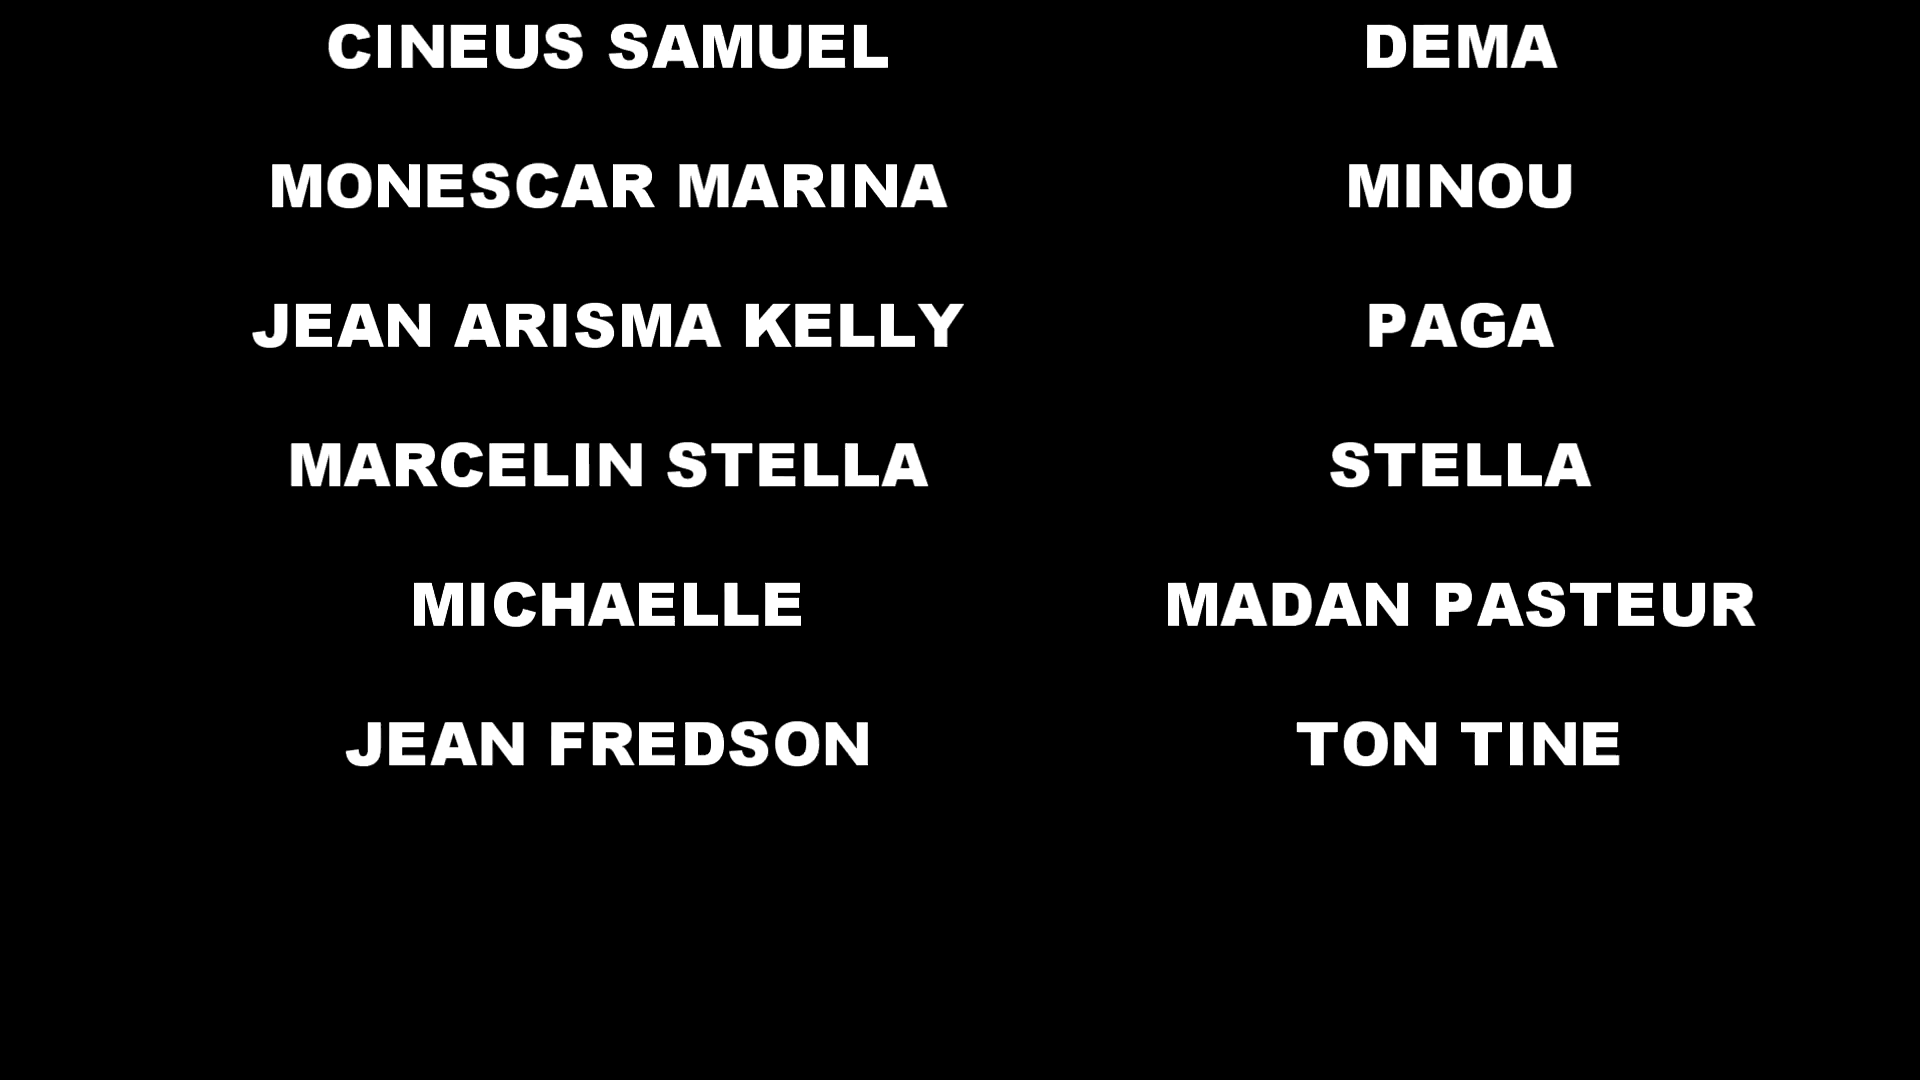 CINEUS SAMUEL DEMA
MONESCAR MARINA MINOU
JEAN ARISMA KELLY PAGA
MARCELIN STELLA STELLA
MICHAELLE MADAN PASTEUR
JEAN FREDSON TON TINE